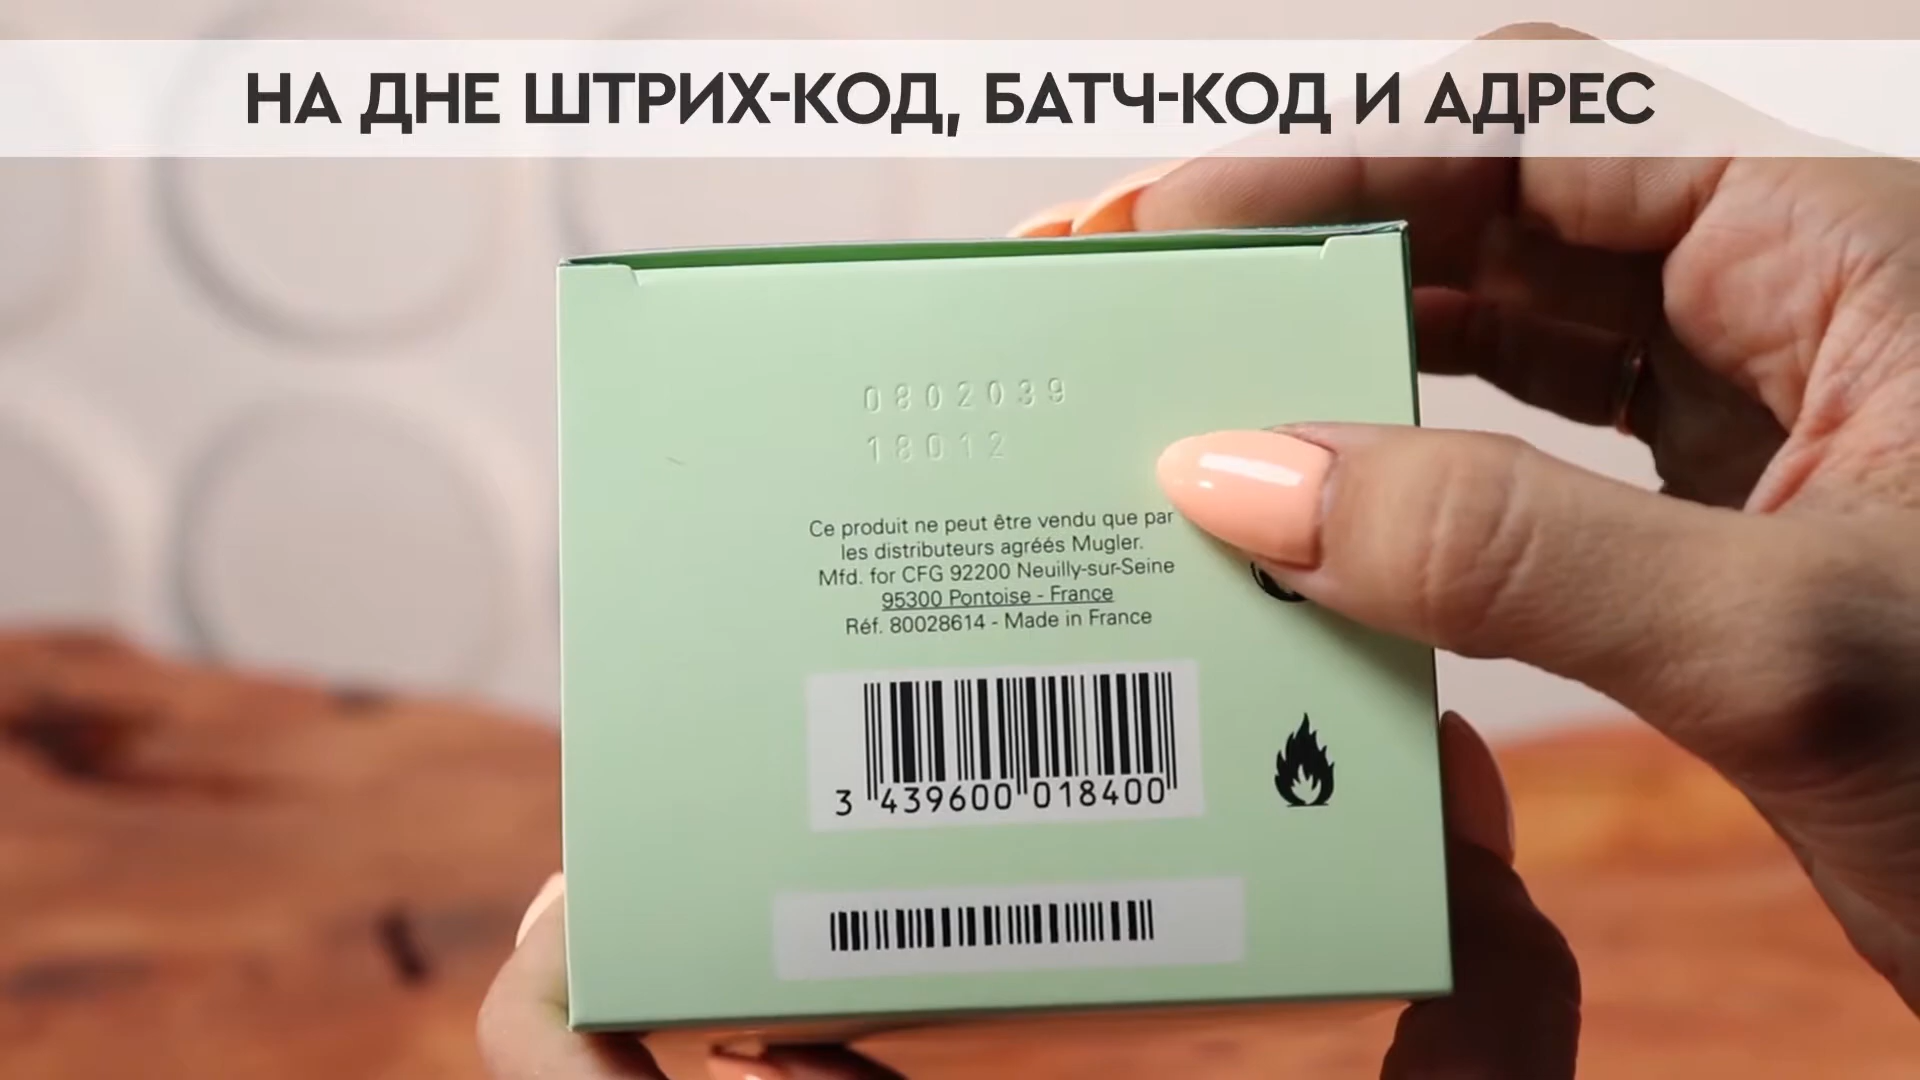 НА ДНЕ ШТРИХ-КОД, БАТЧ-КОД И АДРЕС
0802039
18012
Ce produit ne peut être vendu que par
les distributeurs agréés Mugler.
Mfd. for CFG 92200 Neuilly-sur-Seine
95300 Pontoise - France
Réf. 80028614 - Made in France
3 439600 018400